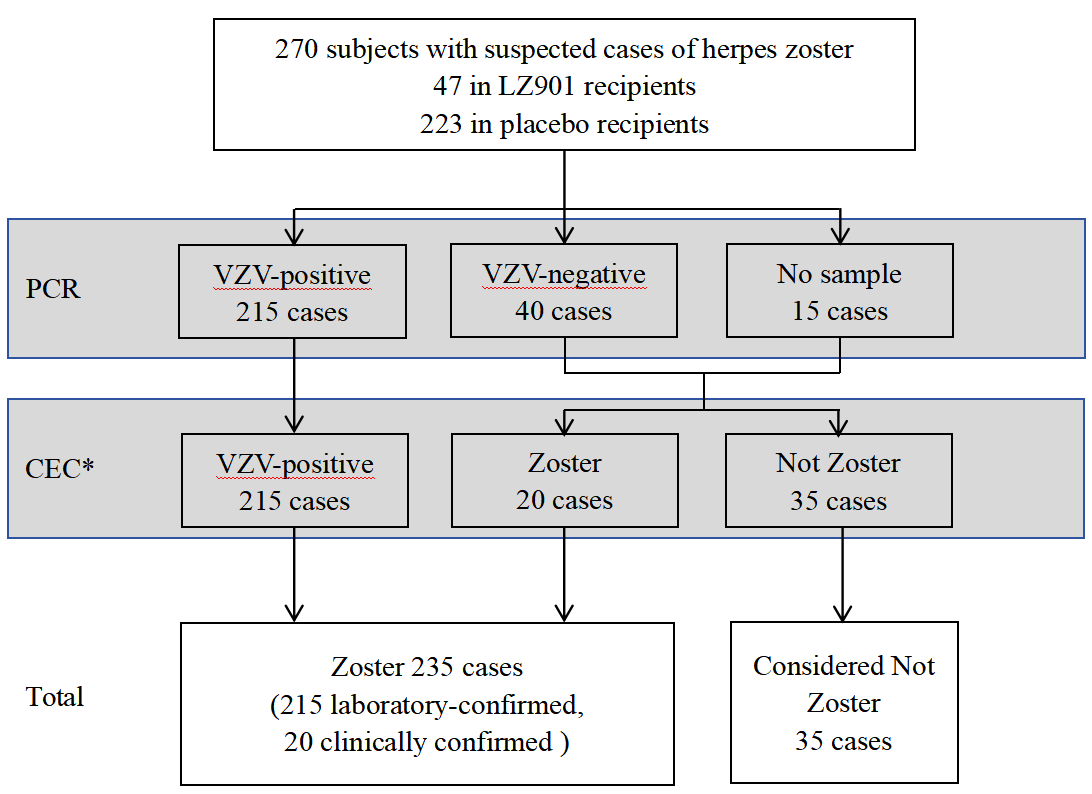 270 subjects with suspected cases of herpes zoster
47 in LZ901 recipients
223 in placebo recipients
PCR
VZV-positive
215 cases
VZV-negative
40 cases
No sample
15 cases
CEC*
VZV-positive
215 cases
Zoster
20 cases
Not Zoster
35 cases
Total
Zoster 235 cases
(215 laboratory-confirmed,
20 clinically confirmed )
Considered Not
Zoster
35 cases